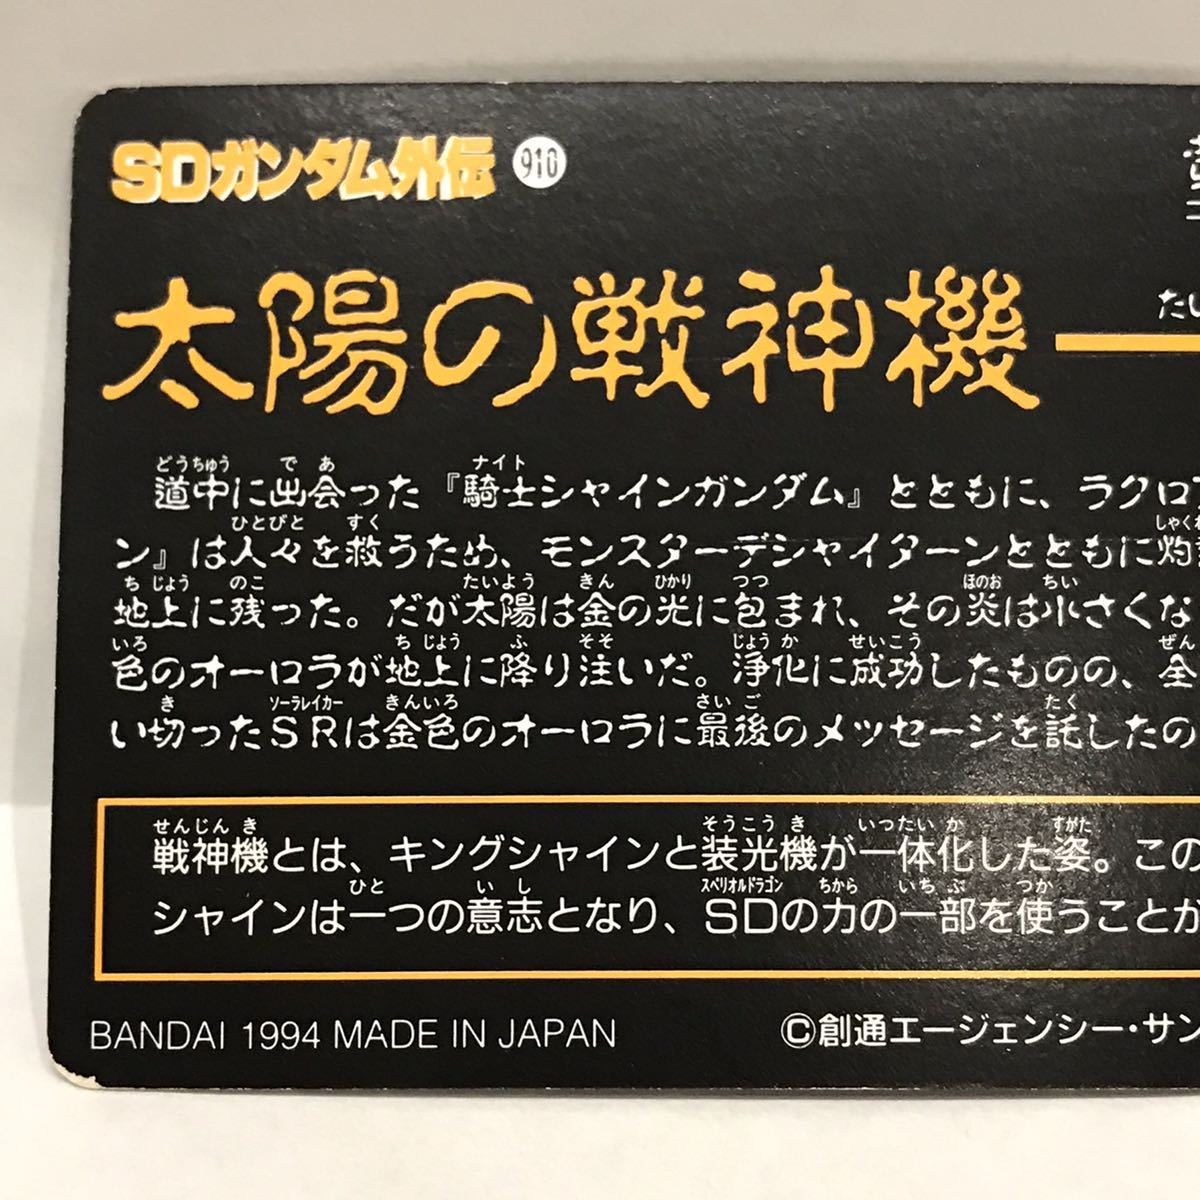 SDガンダム外伝 910
太陽の戦神機
道中に出会った『騎士シャインガンダム』とともに、ラクロ
ン』は人々を救うため、モンスターデシャイターンとともに灼
地上に残った。だが太陽は金の光に包まれ、その炎は小さくな
色のオーロラが地上に降り注いだ。浄化に成功したものの、全
い切ったSRは金色のオーロラに最後のメッセージを託したの
戦神機とは、キングシャインと装光機が一体化した姿。この
シャインは一つの意志となり、SDの力の一部を使うことが
BANDAI 1994 MADE IN JAPAN
©創通エージェンシー・サン